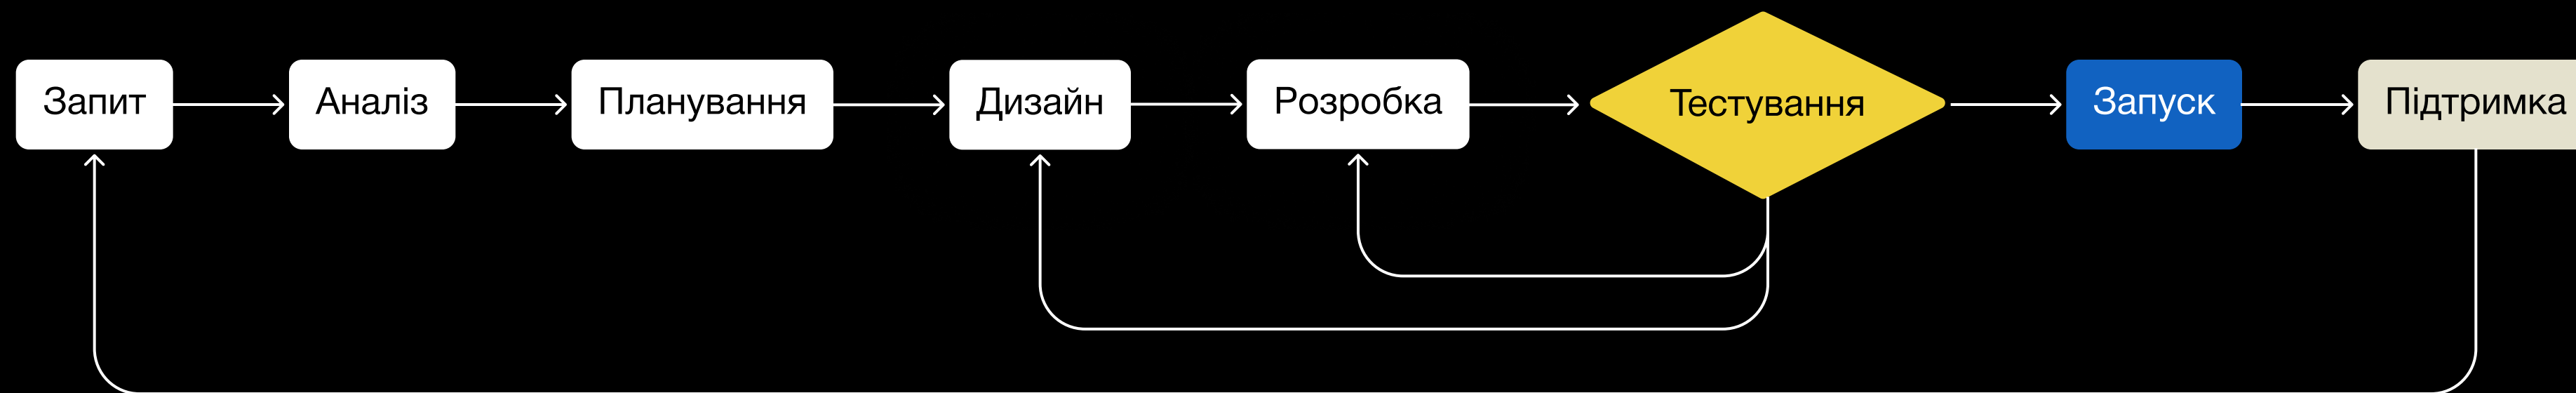 Запит
Аналіз
Планування
Дизайн
Розробка
Тестування
Запуск
Підтримка